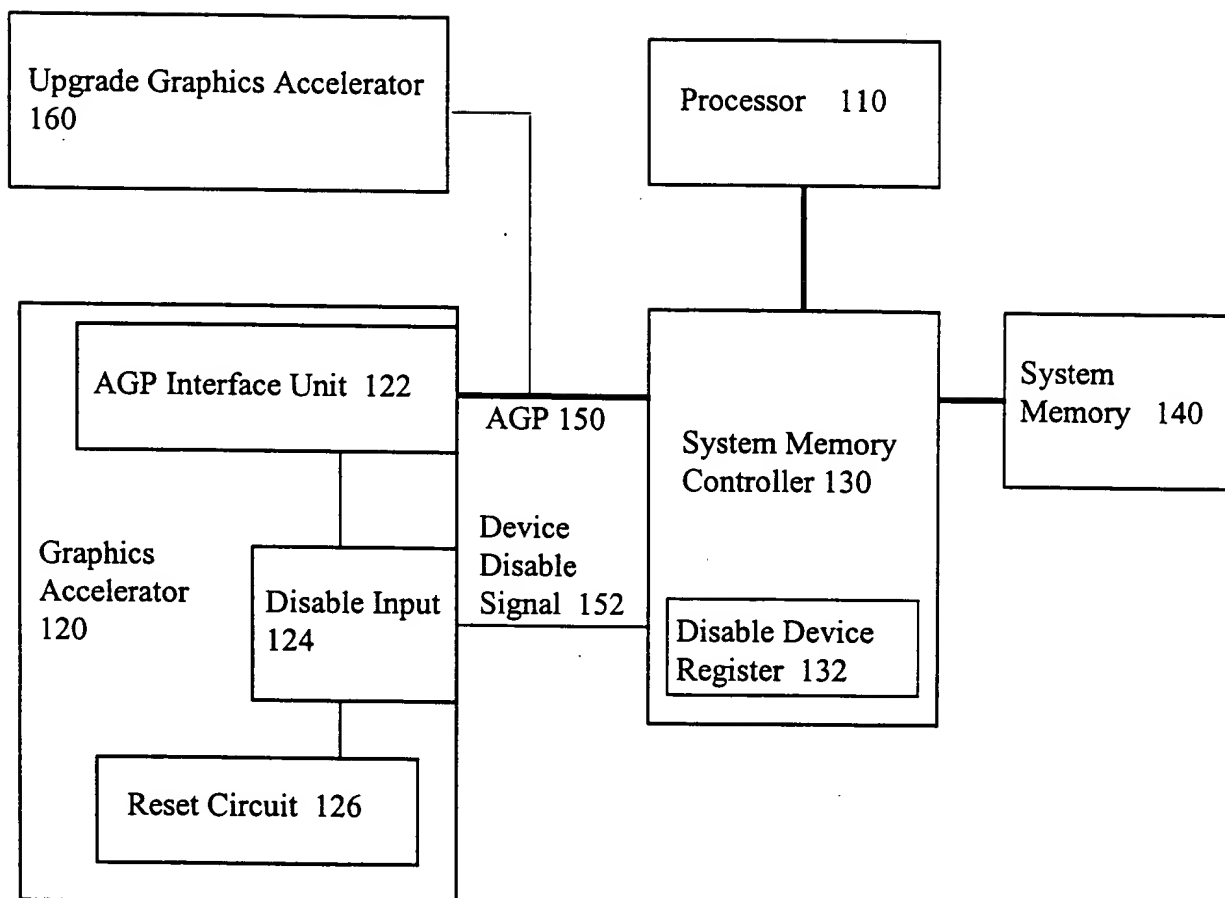 Upgrade Graphics Accelerator
160
Processor 110
AGP Interface Unit 122
AGP 150
System Memory
Controller 130
System
Memory 140
Graphics
Accelerator
120
Disable Input
124
Device
Disable
Signal 152
Disable Device
Register 132
Reset Circuit 126